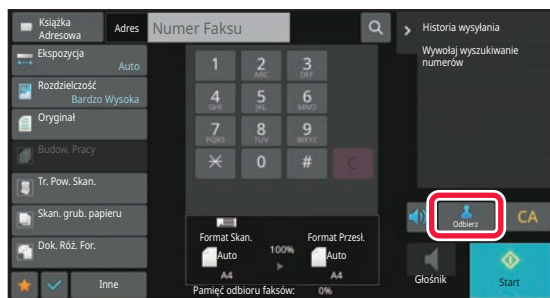 Książka
Adresowa
Adres
Numer Faksu
Historia wysyłania
Wywołaj wyszukiwanie
numerów
Ekspozycja
Auto
Rozdzielczość
Bardzo Wysoka
Oryginał
Budow. Pracy
Tr. Pow. Skan.
Skan. grub. papieru
Dok. Róż. For.
Inne
1
2
ABC
3
DEF
4
GHI
5
JKL
6
MNO
7
PQRS
8
TUV
9
WXYZ
0
#
C
Format Skan.
Format Przesł.
Auto
100%
Auto
A4
A4
Pamięć odbioru faksów: 0%
Odbierz
CA
Głośnik
Start